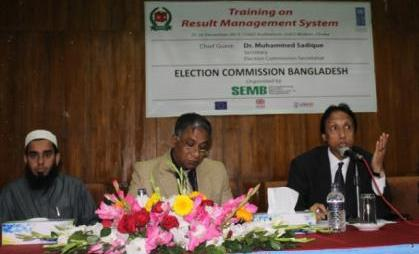 Training on
Result Management System
Chief Guest: Dr. Muhammed Sadique
Secretary
Election Commission Secretariat
ELECTION COMMISSION BANGLADESH
Organised by
SEMB